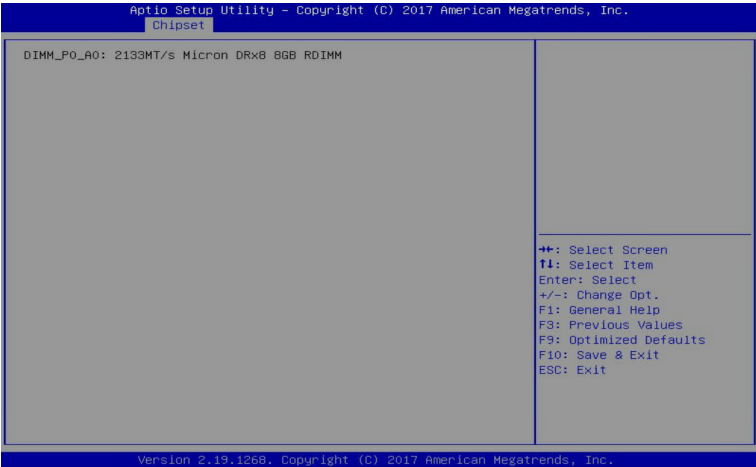 Aptio Setup Utility – Copyright (C) 2017 American Megatrends, Inc.
Chipset
DIMM_P0_A0: 2133MT/s Micron DRx8 8GB RDIMM
→←: Select Screen
↑↓: Select Item
Enter: Select
+/-: Change Opt.
F1: General Help
F3: Previous Values
F9: Optimized Defaults
F10: Save & Exit
ESC: Exit
Version 2.19.1268. Copyright (C) 2017 American Megatrends, Inc.